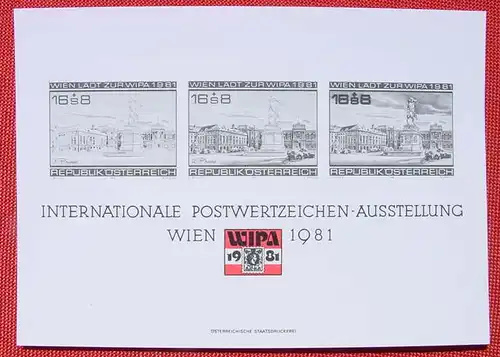 WIEN LÄDT ZUR WIPA 1981
16+8
REPUBLIK ÖSTERREICH
WIEN LÄDT ZUR WIPA 1981
16+8
REPUBLIK ÖSTERREICH
WIEN LÄDT ZUR WIPA 1981
16+8
REPUBLIK ÖSTERREICH
INTERNATIONALE POSTWERTZEICHEN-AUSSTELLUNG
WIEN WIPA 1981
19 81
ÖSTERREICHISCHE STAATSDRUCKEREI